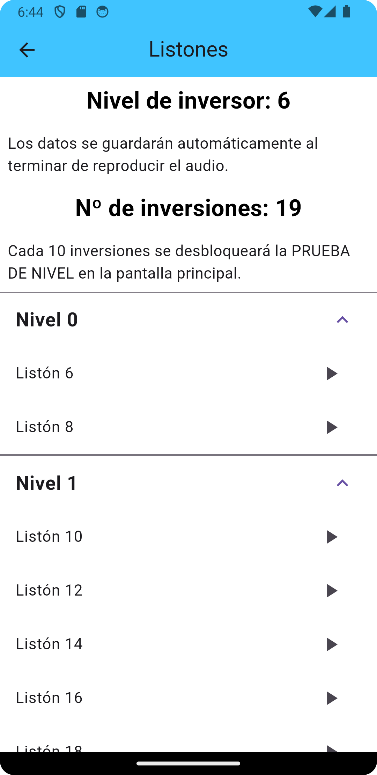 6:44
Listones
Nivel de inversor: 6
Los datos se guardarán automáticamente al
terminar de reproducir el audio.
Nº de inversiones: 19
Cada 10 inversiones se desbloqueará la PRUEBA
DE NIVEL en la pantalla principal.
Nivel 0
Listón 6
Listón 8
Nivel 1
Listón 10
Listón 12
Listón 14
Listón 16
Listón 18